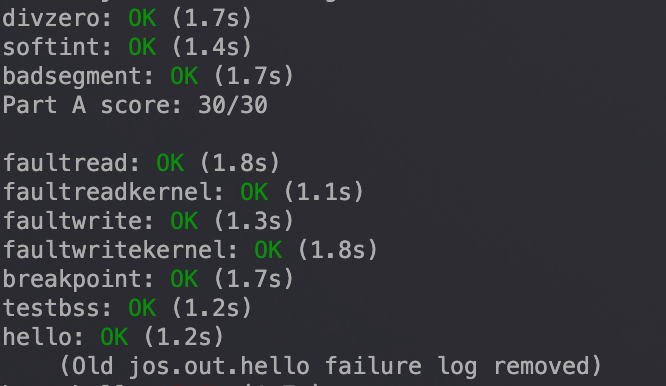 divzero: OK (1.7s)
softint: OK (1.4s)
badsegment: OK (1.7s)
Part A score: 30/30
faultread: OK (1.8s)
faultreadkernel: OK (1.1s)
faultwrite: OK (1.3s)
faultwritekernel: OK (1.8s)
breakpoint: OK (1.7s)
testbss: OK (1.2s)
hello: OK (1.2s)
(Old jos.out.hello failure log removed)